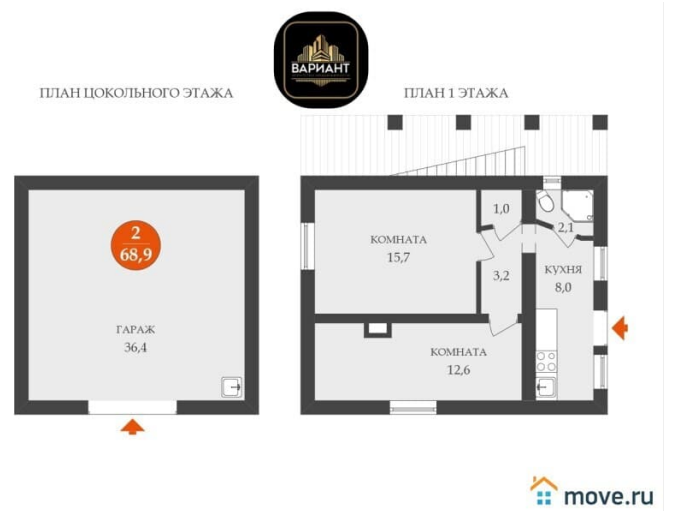 ВАРИАНТ
ПЛАН ЦОКОЛЬНОГО ЭТАЖА
ПЛАН 1 ЭТАЖА
2
68,9
ГАРАЖ
36,4
КОМНАТА
15,7
1,0
2,1
3,2
КУХНЯ
8,0
КОМНАТА
12,6
move.ru